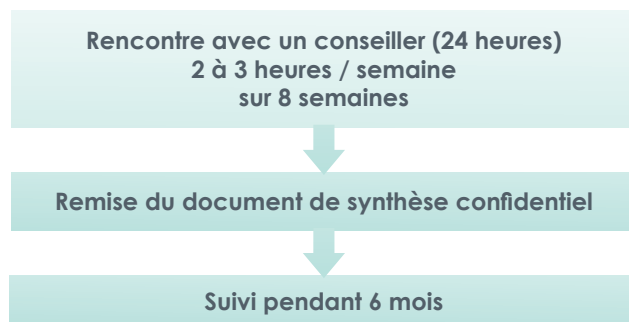 Rencontre avec un conseiller (24 heures)
2 à 3 heures / semaine
sur 8 semaines
Remise du document de synthèse confidentiel
Suivi pendant 6 mois